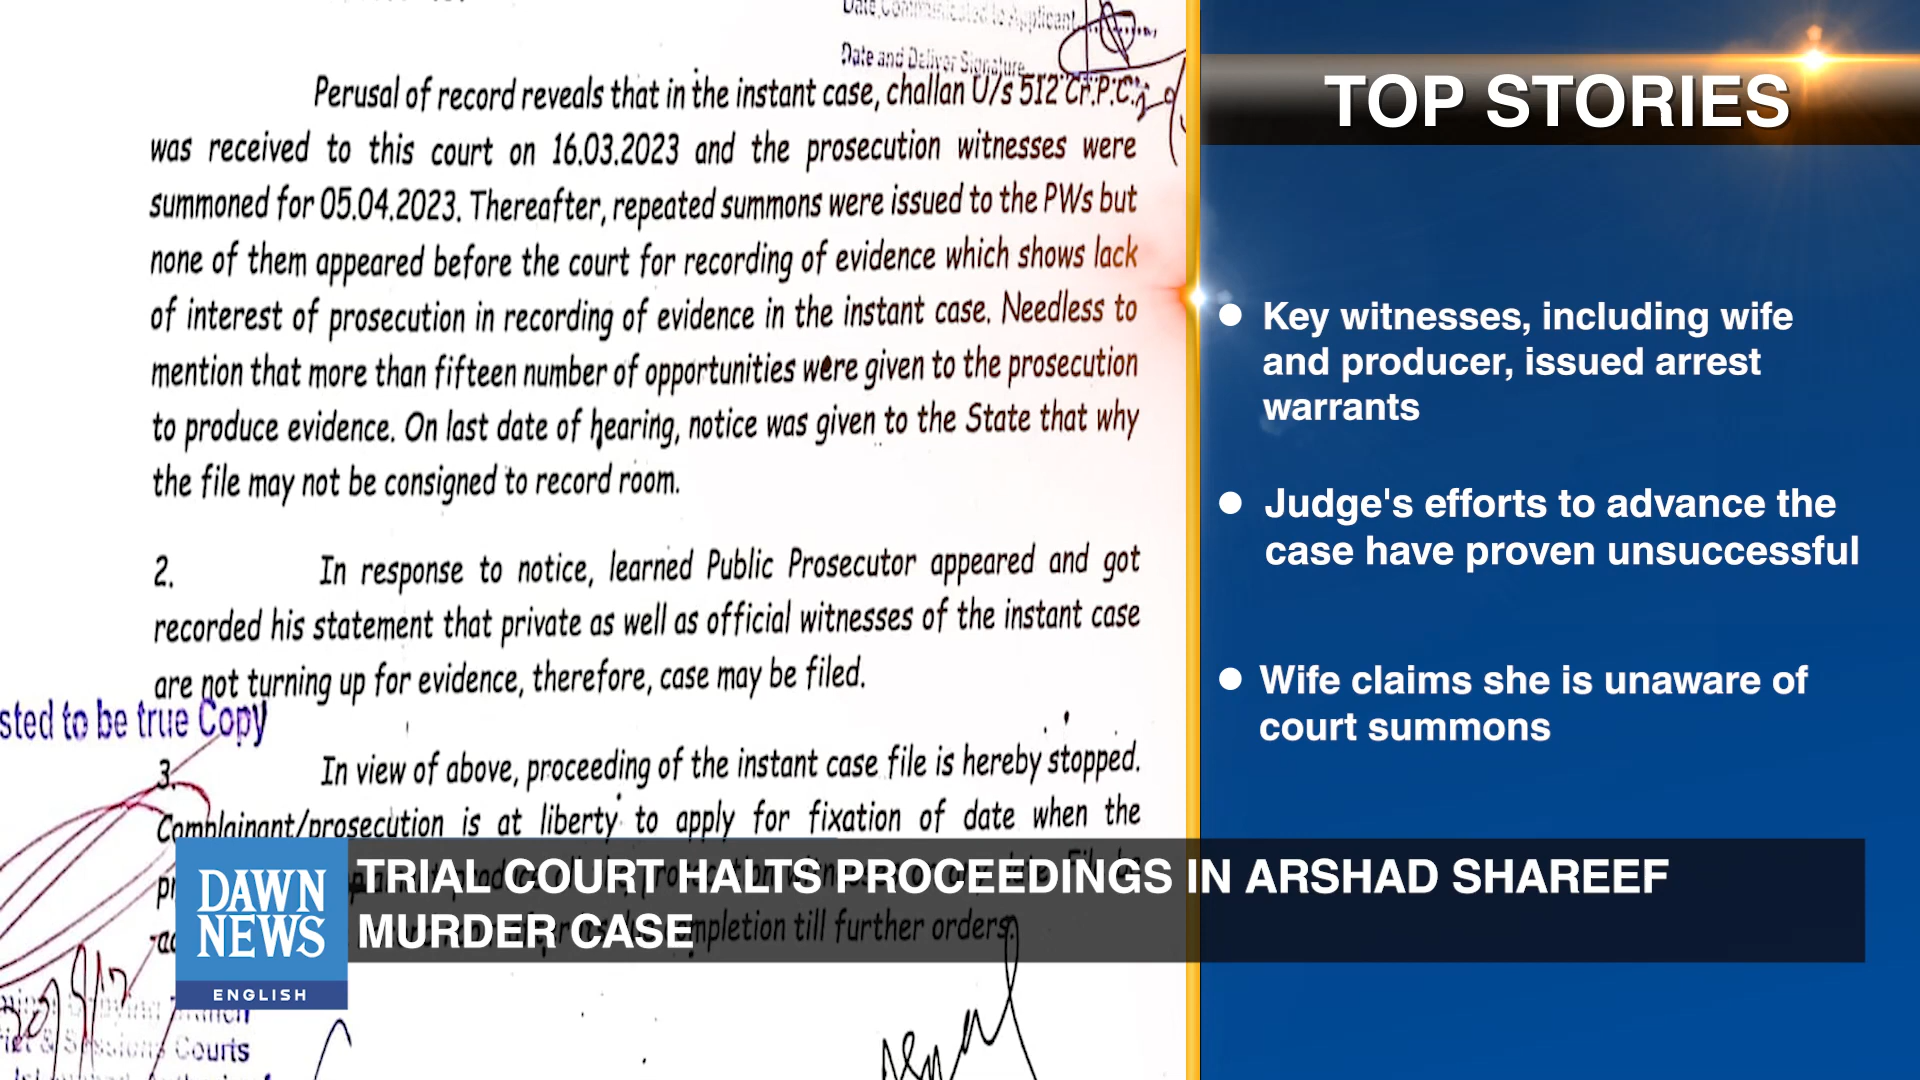 Date Communicated to Applicant
Date and Deliver Signature
Perusal of record reveals that in the instant case, challan U/s 512 Cr.P.C.
was received to this court on 16.03.2023 and the prosecution witnesses were
summoned for 05.04.2023. Thereafter, repeated summons were issued to the PWs but
none of them appeared before the court for recording of evidence which shows lack
of interest of prosecution in recording of evidence in the instant case. Needless to
mention that more than fifteen number of opportunities were given to the prosecution
to produce evidence. On last date of hearing, notice was given to the State that why
the file may not be consigned to record room.
2. In response to notice, learned Public Prosecutor appeared and got
recorded his statement that private as well as official witnesses of the instant case
are not turning up for evidence, therefore, case may be filed.
sted to be true Copy
3. In view of above, proceeding of the instant case file is hereby stopped.
Complainant/prosecution is at liberty to apply for fixation of date when the
completion till further orders.
Sessions Courts
TOP STORIES
Key witnesses, including wife
and producer, issued arrest
warrants
Judge's efforts to advance the
case have proven unsuccessful
Wife claims she is unaware of
court summons
DAWN
NEWS
ENGLISH
TRIAL COURT HALTS PROCEEDINGS IN ARSHAD SHAREEF
MURDER CASE